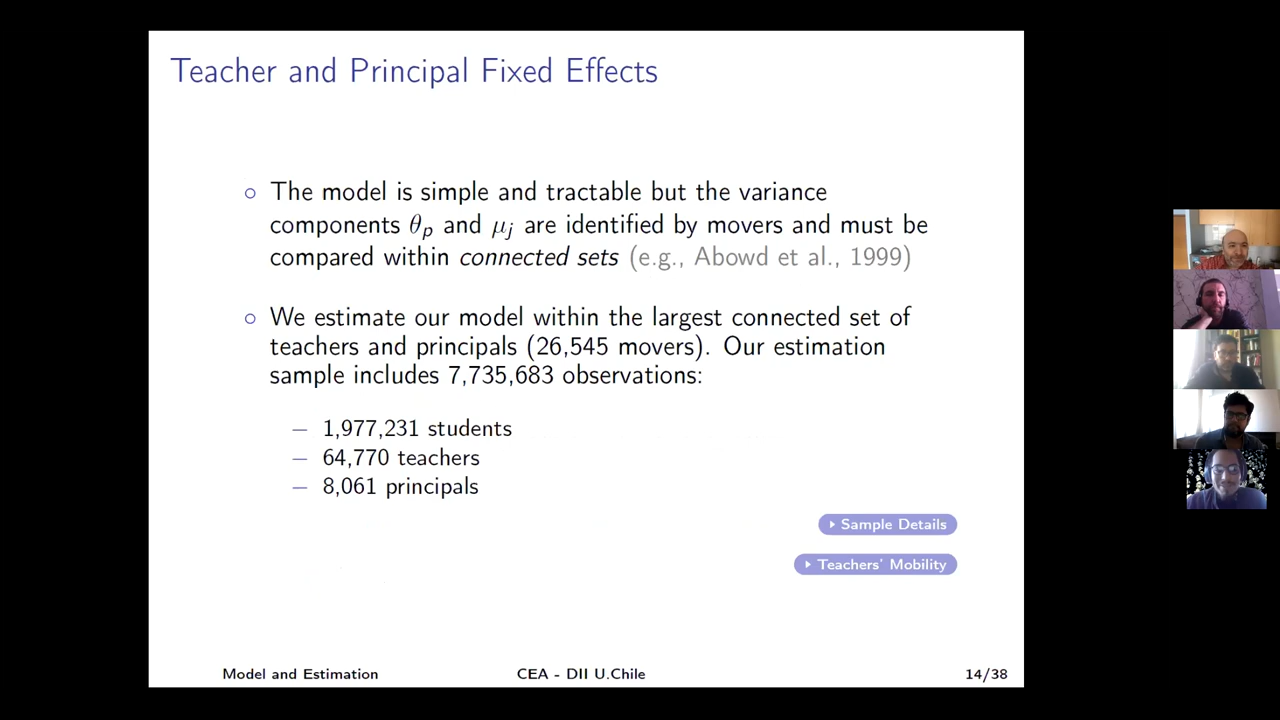 Teacher and Principal Fixed Effects
○ The model is simple and tractable but the variance
components θp and μj are identified by movers and must be
compared within connected sets (e.g., Abowd et al., 1999)
○ We estimate our model within the largest connected set of
teachers and principals (26,545 movers). Our estimation
sample includes 7,735,683 observations:
– 1,977,231 students
– 64,770 teachers
– 8,061 principals
Sample Details
Teachers' Mobility
Model and Estimation CEA - DII U.Chile 14/38